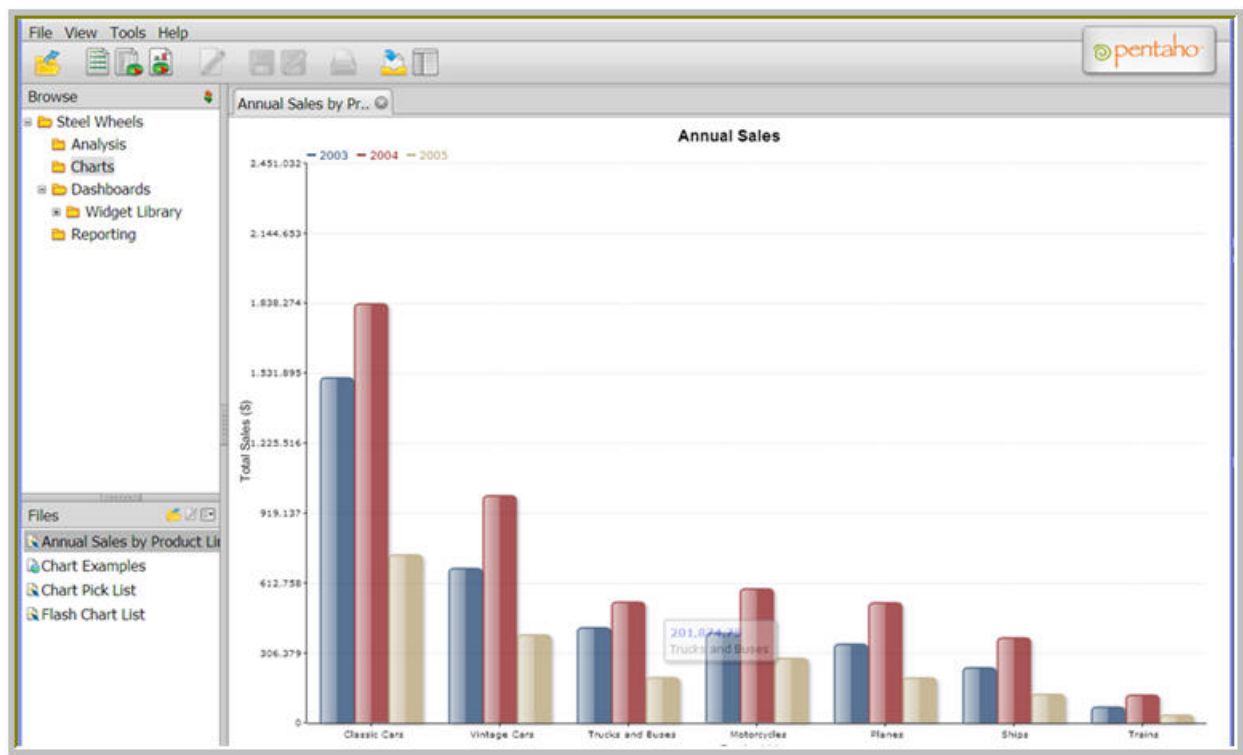 File View Tools Help
pentaho
Browse
Steel Wheels
Analysis
Charts
Dashboards
Widget Library
Reporting
Files
Annual Sales by Product Lin
Chart Examples
Chart Pick List
Flash Chart List
Annual Sales by Pr..
Annual Sales
2003 2004 2005
Total Sales ($)
2.451.032
2.144.653
1.838.274
1.531.895
1.225.516
919.137
612.758
306.379
0
Trucks and Buses
Classic Cars Vintage Cars Trucks and Buses Motorcycles Planes Ships Trains